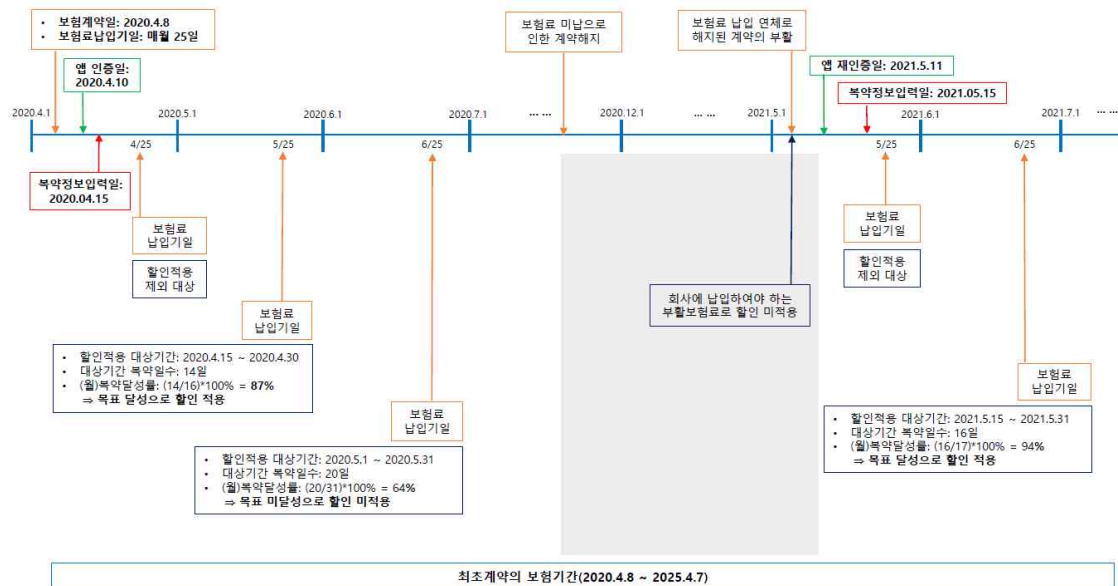 • 보험계약일: 2020.4.8
• 보험료납입기일: 매월 25일
앱 인증일:
2020.4.10
보험료 미납으로
인한 계약해지
보험료 납입 연체로
해지된 계약의 부활
앱 재인증일: 2021.5.11
복약정보입력일: 2021.05.15
2020.4.1
2020.5.1
2020.6.1
2020.7.1
... ...
2020.12.1
... ...
2021.5.1
2021.6.1
2021.7.1
... ...
4/25
5/25
6/25
5/25
6/25
복약정보입력일:
2020.04.15
보험료
납입기일
할인적용
제외 대상
보험료
납입기일
할인적용
제외 대상
회사에 납입하여야 하는
부활보험료로 할인 미적용
보험료
납입기일
• 할인적용 대상기간: 2020.4.15 ~ 2020.4.30
• 대상기간 복약일수: 14일
• (월)복약달성률: (14/16)*100% = 87%
⇒ 목표 달성으로 할인 적용
보험료
납입기일
• 할인적용 대상기간: 2020.5.1 ~ 2020.5.31
• 대상기간 복약일수: 20일
• (월)복약달성률: (20/31)*100% = 64%
⇒ 목표 미달성으로 할인 미적용
보험료
납입기일
• 할인적용 대상기간: 2021.5.15 ~ 2021.5.31
• 대상기간 복약일수: 16일
• (월)복약달성률: (16/17)*100% = 94%
⇒ 목표 달성으로 할인 적용
최초계약의 보험기간(2020.4.8 ~ 2025.4.7)